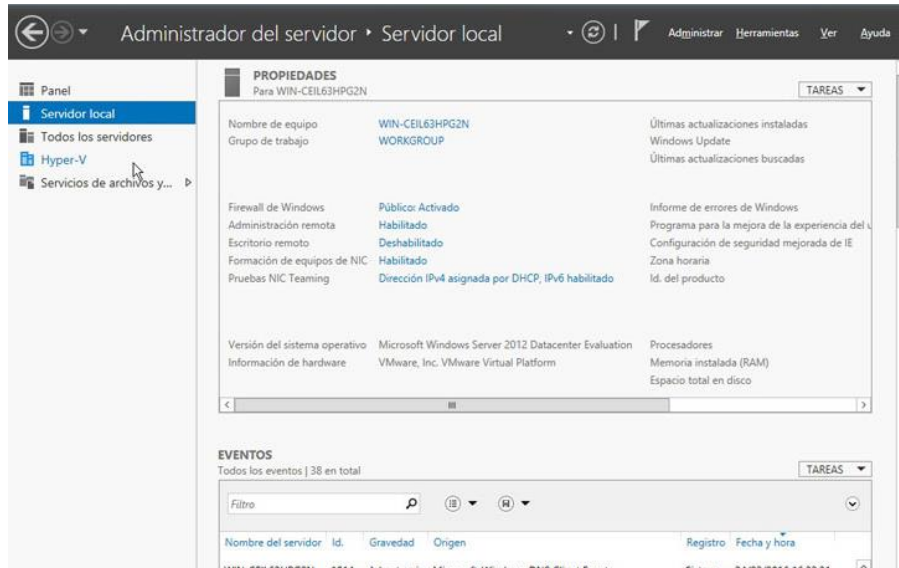 Administrador del servidor ‣ Servidor local
Administrar Herramientas Ver Ayuda
Panel
Servidor local
Todos los servidores
Hyper-V
Servicios de archivos y...
PROPIEDADES
Para WIN-CEIL63HPG2N
TAREAS
Nombre de equipo WIN-CEIL63HPG2N Últimas actualizaciones instaladas
Grupo de trabajo WORKGROUP Windows Update
Últimas actualizaciones buscadas
Firewall de Windows Público: Activado Informe de errores de Windows
Administración remota Habilitado Programa para la mejora de la experiencia del u
Escritorio remoto Deshabilitado Configuración de seguridad mejorada de IE
Formación de equipos de NIC Habilitado Zona horaria
Pruebas NIC Teaming Dirección IPv4 asignada por DHCP, IPv6 habilitado Id. del producto
Versión del sistema operativo Microsoft Windows Server 2012 Datacenter Evaluation Procesadores
Información de hardware VMware, Inc. VMware Virtual Platform Memoria instalada (RAM)
Espacio total en disco
EVENTOS
Todos los eventos | 38 en total
TAREAS
Filtro
Nombre del servidor Id. Gravedad Origen Registro Fecha y hora